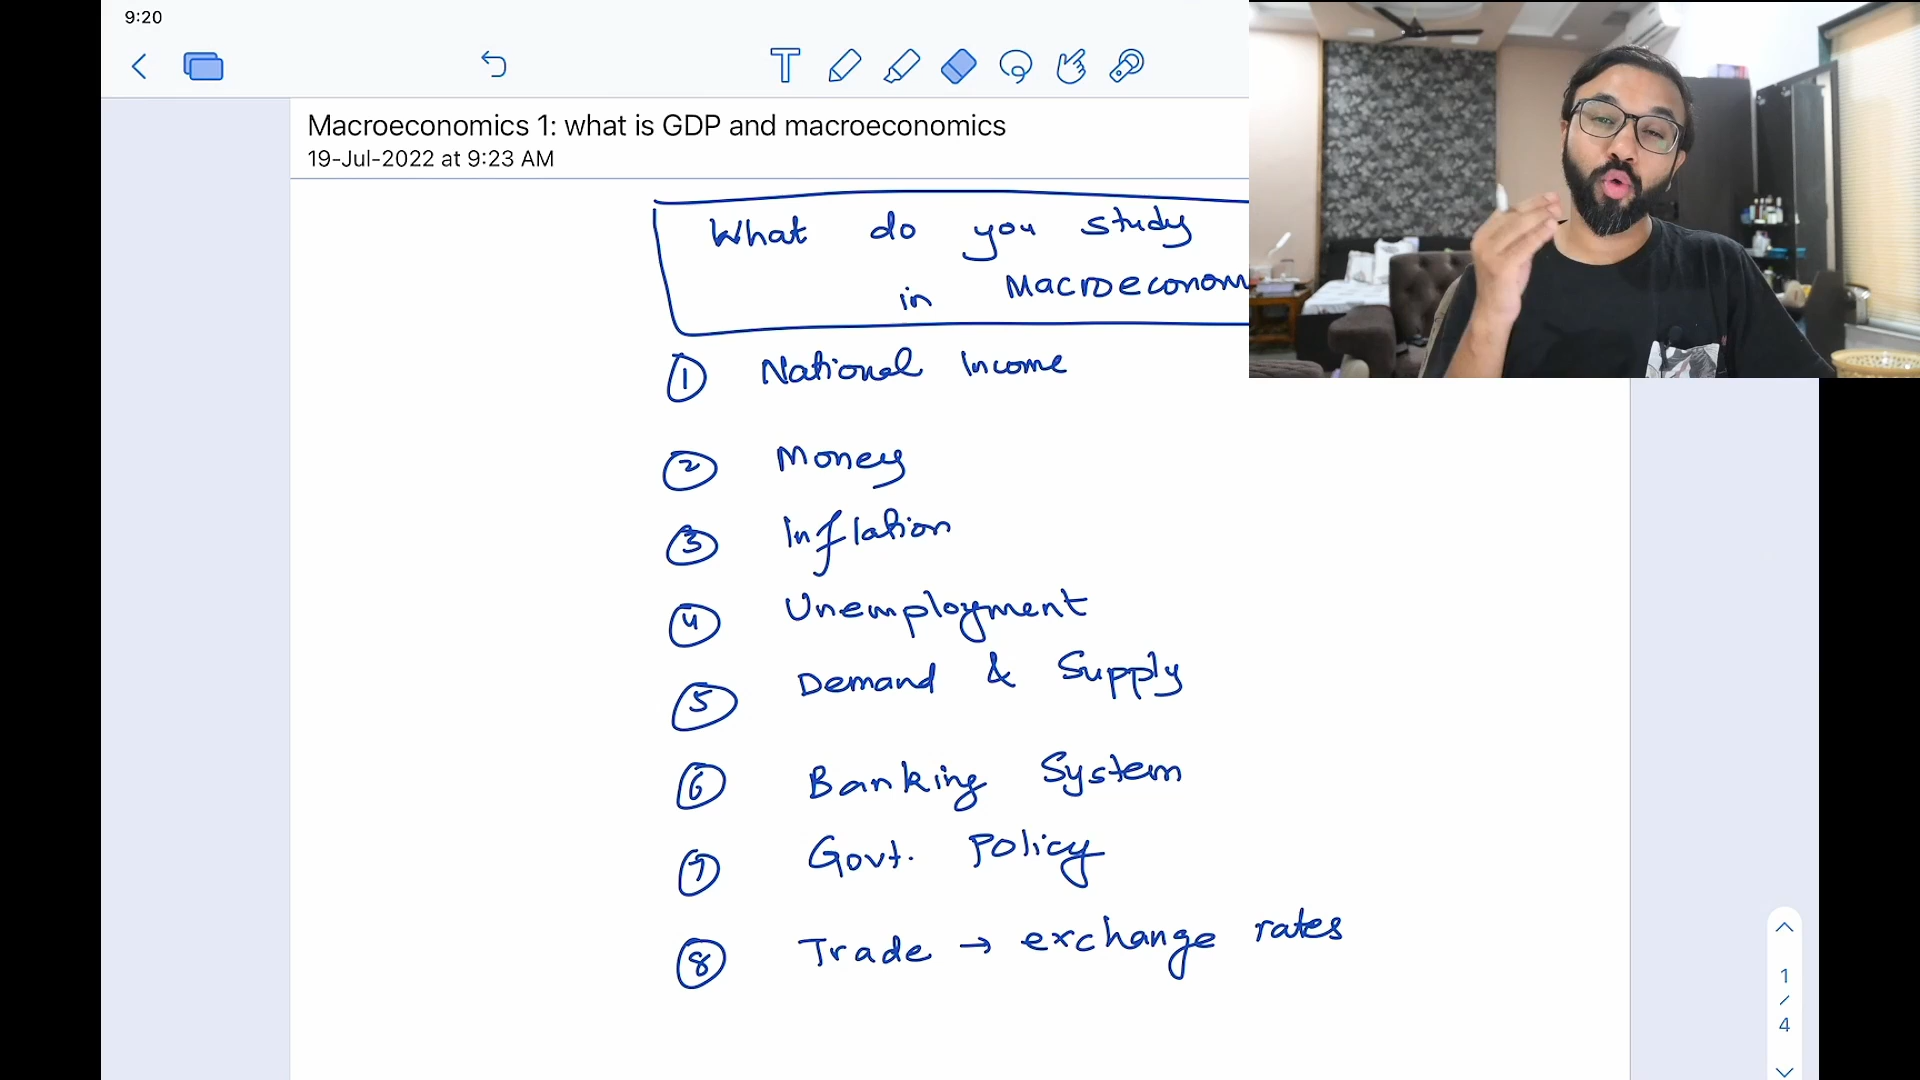 9:20
T
Macroeconomics 1: what is GDP and macroeconomics
19-Jul-2022 at 9:23 AM
What do you study
in Macroeconom
1 National Income
2 Money
3 Inflation
4 Unemployment
5 Demand & Supply
6 Banking System
7 Govt. Policy
8 Trade → exchange rates
1
/
4